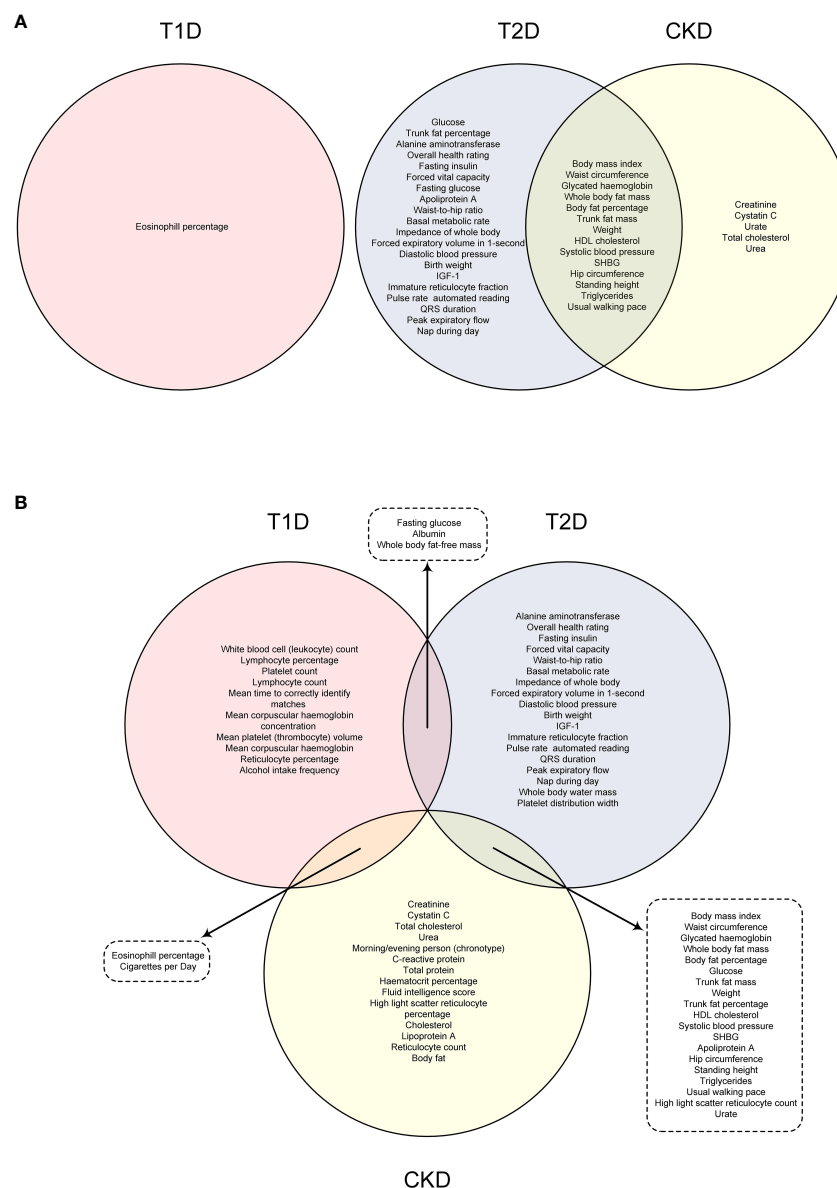 A
T1D
T2D
CKD
Eosinophill percentage
Glucose
Trunk fat percentage
Alanine aminotransferase
Overall health rating
Fasting insulin
Forced vital capacity
Fasting glucose
Apoliprotein A
Waist-to-hip ratio
Basal metabolic rate
Impedance of whole body
Forced expiratory volume in 1-second
Diastolic blood pressure
Birth weight
IGF-1
Immature reticulocyte fraction
Pulse rate automated reading
QRS duration
Peak expiratory flow
Nap during day
Body mass index
Waist circumference
Glycated haemoglobin
Whole body fat mass
Body fat percentage
Trunk fat mass
Weight
HDL cholesterol
Systolic blood pressure
SHBG
Hip circumference
Standing height
Triglycerides
Usual walking pace
Creatinine
Cystatin C
Urate
Total cholesterol
Urea
B
T1D
T2D
Fasting glucose
Albumin
Whole body fat-free mass
White blood cell (leukocyte) count
Lymphocyte percentage
Platelet count
Lymphocyte count
Mean time to correctly identify
matches
Mean corpuscular haemoglobin
concentration
Mean platelet (thrombocyte) volume
Mean corpuscular haemoglobin
Reticulocyte percentage
Alcohol intake frequency
Alanine aminotransferase
Overall health rating
Fasting insulin
Forced vital capacity
Waist-to-hip ratio
Basal metabolic rate
Impedance of whole body
Forced expiratory volume in 1-second
Diastolic blood pressure
Birth weight
IGF-1
Immature reticulocyte fraction
Pulse rate automated reading
QRS duration
Peak expiratory flow
Nap during day
Whole body water mass
Platelet distribution width
Eosinophill percentage
Cigarettes per Day
Creatinine
Cystatin C
Total cholesterol
Urea
Morning/evening person (chronotype)
C-reactive protein
Total protein
Haematocrit percentage
Fluid intelligence score
High light scatter reticulocyte
percentage
Cholesterol
Lipoprotein A
Reticulocyte count
Body fat
Body mass index
Waist circumference
Glycated haemoglobin
Whole body fat mass
Body fat percentage
Glucose
Trunk fat mass
Weight
Trunk fat percentage
HDL cholesterol
Systolic blood pressure
SHBG
Apoliprotein A
Hip circumference
Standing height
Triglycerides
Usual walking pace
High light scatter reticulocyte count
Urate
CKD